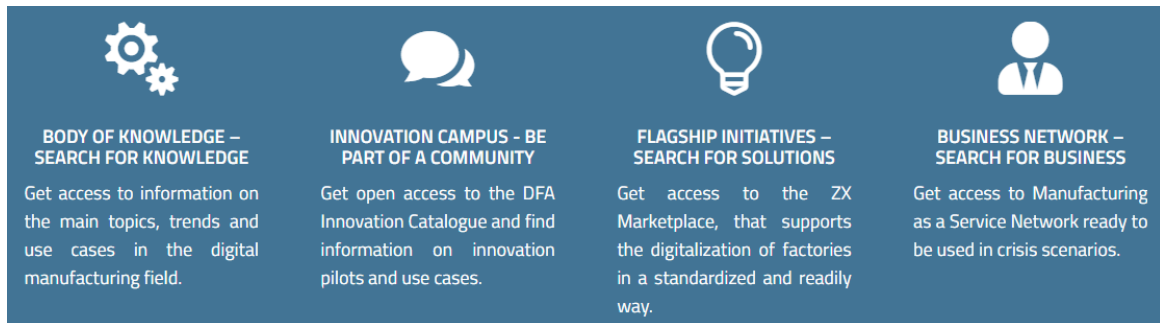 BODY OF KNOWLEDGE –
SEARCH FOR KNOWLEDGE
Get access to information on
the main topics, trends and
use cases in the digital
manufacturing field.
INNOVATION CAMPUS - BE
PART OF A COMMUNITY
Get open access to the DFA
Innovation Catalogue and find
information on innovation
pilots and use cases.
FLAGSHIP INITIATIVES –
SEARCH FOR SOLUTIONS
Get access to the ZX
Marketplace, that supports
the digitalization of factories
in a standardized and readily
way.
BUSINESS NETWORK –
SEARCH FOR BUSINESS
Get access to Manufacturing
as a Service Network ready to
be used in crisis scenarios.